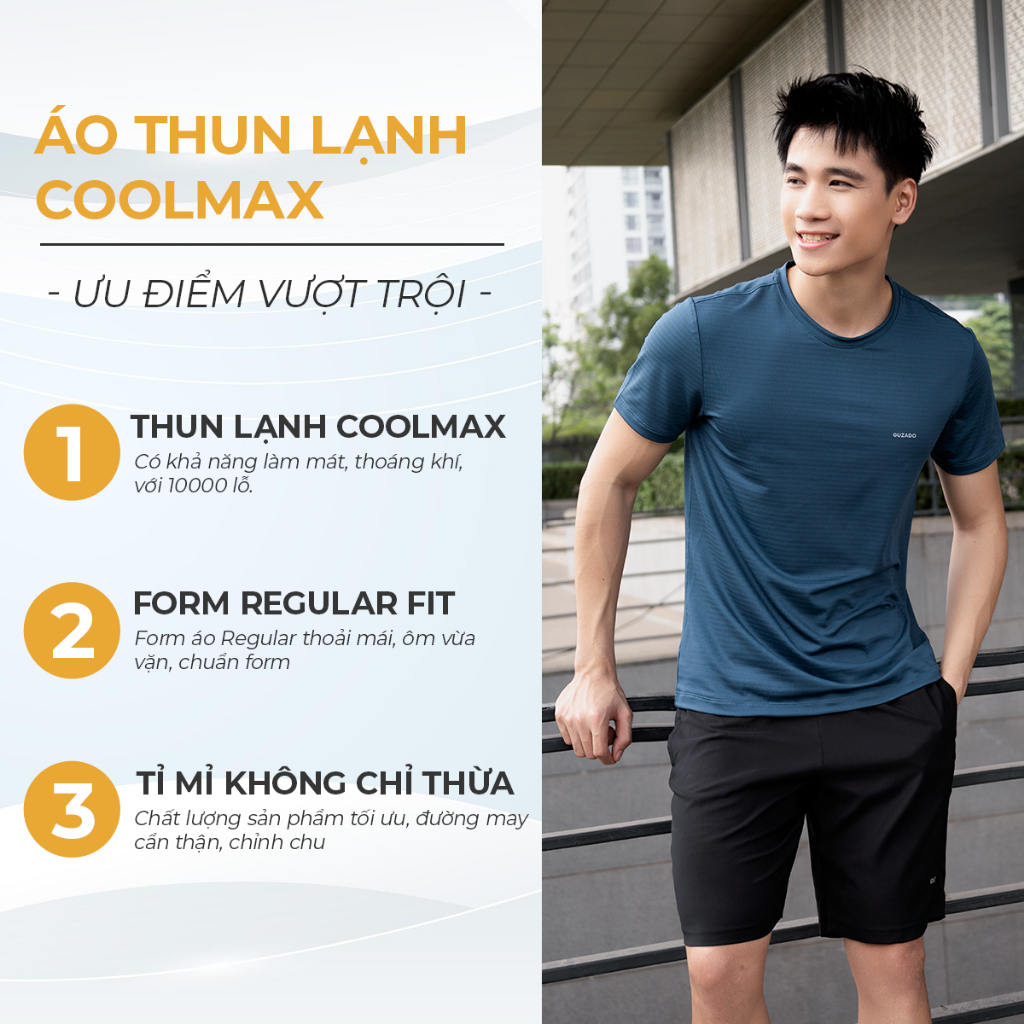 ÁO THUN LẠNH
COOLMAX
- ƯU ĐIỂM VƯỢT TRỘI -
1
THUN LẠNH COOLMAX
Có khả năng làm mát, thoáng khí,
với 10000 lỗ.
2
FORM REGULAR FIT
Form áo Regular thoải mái, ôm vừa
vặn, chuẩn form
3
TỈ MỈ KHÔNG CHỈ THỪA
Chất lượng sản phẩm tối ưu, đường may
cẩn thận, chỉnh chu
GUZADO